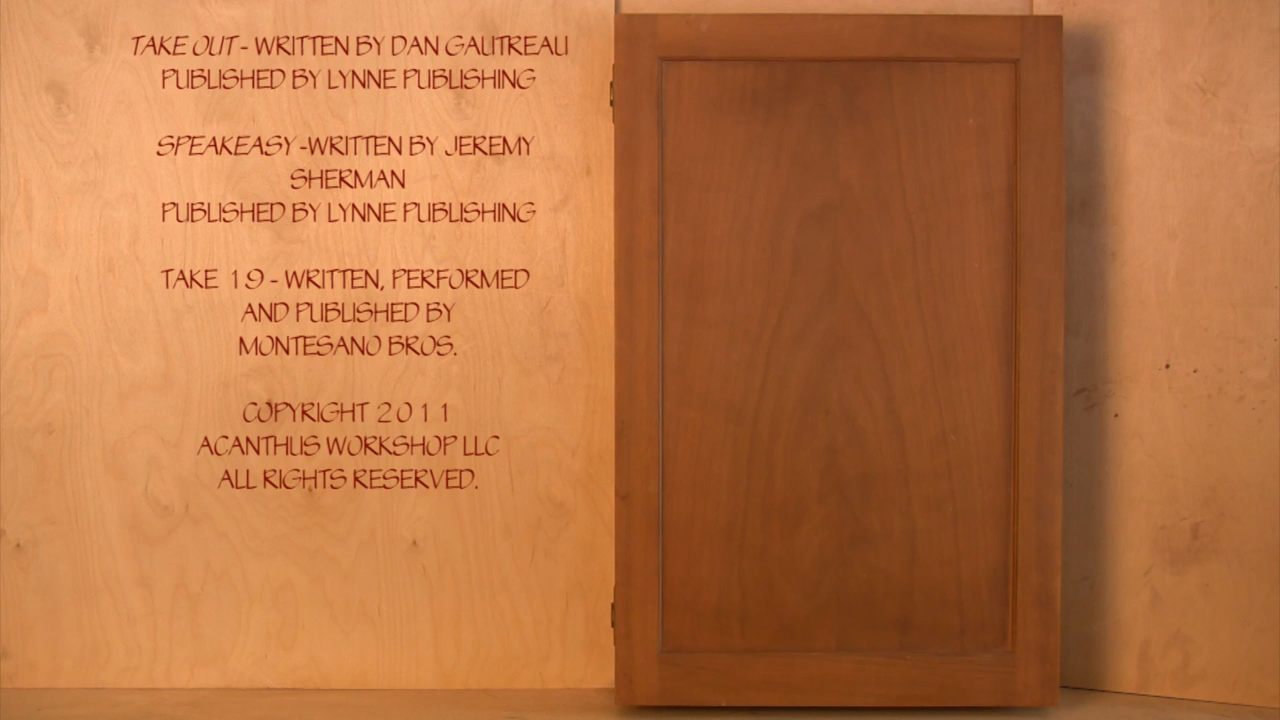 TAKE OUT - WRITTEN BY DAN GAUTREAU
PUBLISHED BY LYNNE PUBLISHING
SPEAKEASY -WRITTEN BY JEREMY
SHERMAN
PUBLISHED BY LYNNE PUBLISHING
TAKE 19 - WRITTEN, PERFORMED
AND PUBLISHED BY
MONTESANO BROS.
COPYRIGHT 2011
ACANTHUS WORKSHOP LLC
ALL RIGHTS RESERVED.